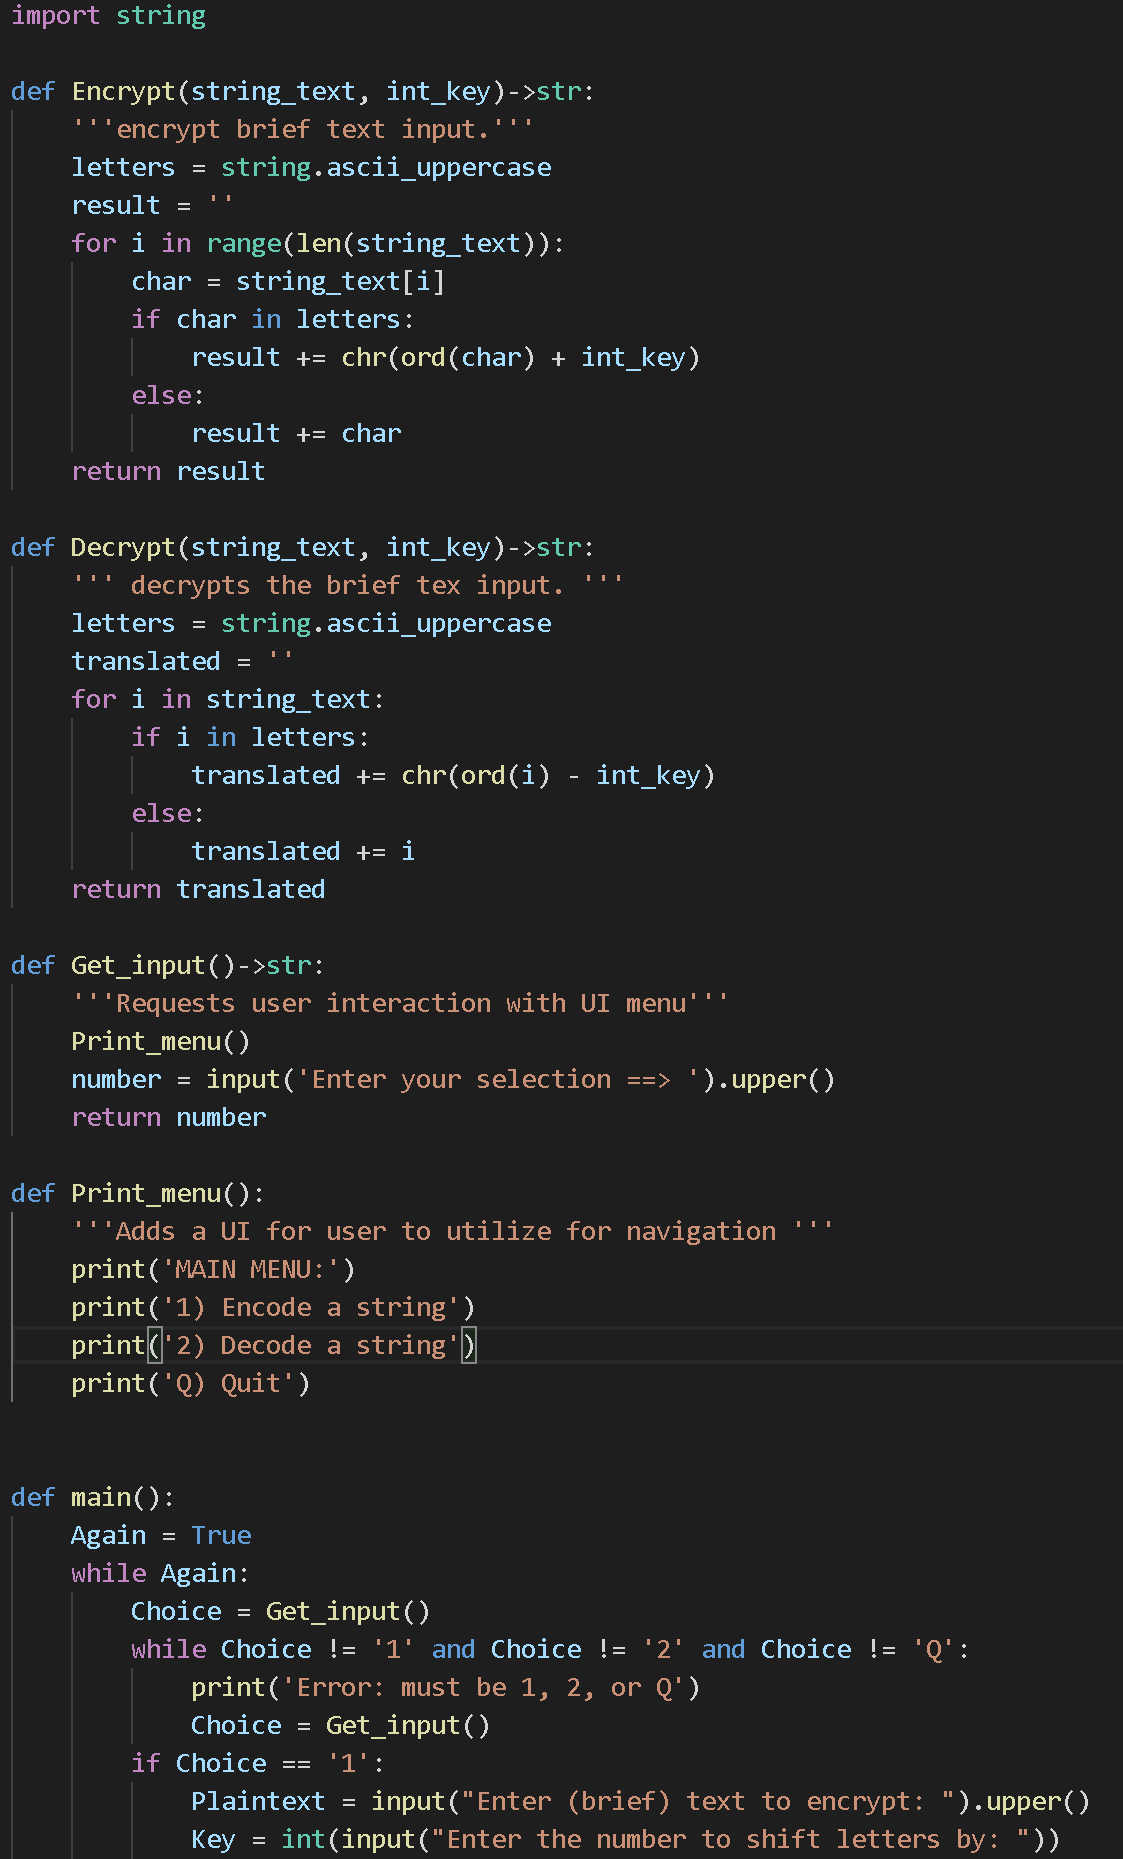 import string

def Encrypt(string_text, int_key)->str:
    '''encrypt brief text input.'''
    letters = string.ascii_uppercase
    result = ''
    for i in range(len(string_text)):
        char = string_text[i]
        if char in letters:
            result += chr(ord(char) + int_key)
        else:
            result += char
    return result

def Decrypt(string_text, int_key)->str:
    ''' decrypts the brief tex input. '''
    letters = string.ascii_uppercase
    translated = ''
    for i in string_text:
        if i in letters:
            translated += chr(ord(i) - int_key)
        else:
            translated += i
    return translated

def Get_input()->str:
    '''Requests user interaction with UI menu'''
    Print_menu()
    number = input('Enter your selection ==> ').upper()
    return number

def Print_menu():
    '''Adds a UI for user to utilize for navigation '''
    print('MAIN MENU:')
    print('1) Encode a string')
    print('2) Decode a string')
    print('Q) Quit')


def main():
    Again = True
    while Again:
        Choice = Get_input()
        while Choice != '1' and Choice != '2' and Choice != 'Q':
            print('Error: must be 1, 2, or Q')
            Choice = Get_input()
        if Choice == '1':
            Plaintext = input("Enter (brief) text to encrypt: ").upper()
            Key = int(input("Enter the number to shift letters by: "))